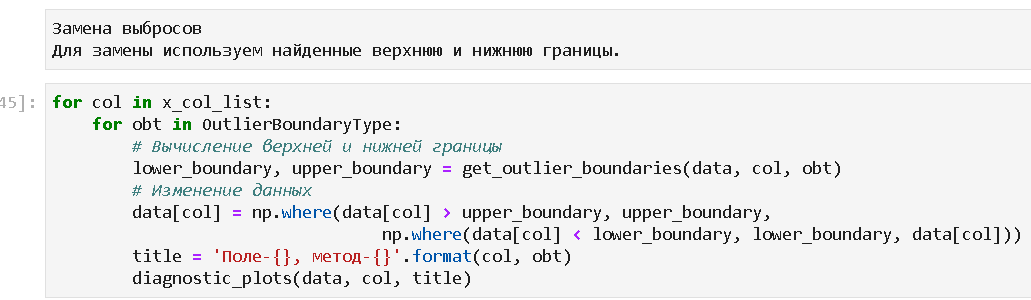 Замена выбросов
Для замены используем найденные верхнюю и нижнюю границы.
45]:
for col in x_col_list:
    for obt in OutlierBoundaryType:
        # Вычисление верхней и нижней границы
        lower_boundary, upper_boundary = get_outlier_boundaries(data, col, obt)
        # Изменение данных
        data[col] = np.where(data[col] > upper_boundary, upper_boundary,
                                 np.where(data[col] < lower_boundary, lower_boundary, data[col]))
        title = 'Поле-{}, метод-{}'.format(col, obt)
        diagnostic_plots(data, col, title)